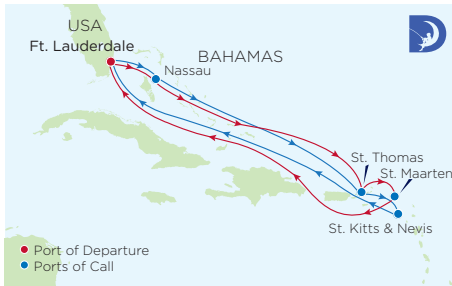 USA
Ft. Lauderdale
BAHAMAS
Nassau
St. Thomas
St. Maarten
St. Kitts & Nevis
Port of Departure
Ports of Call